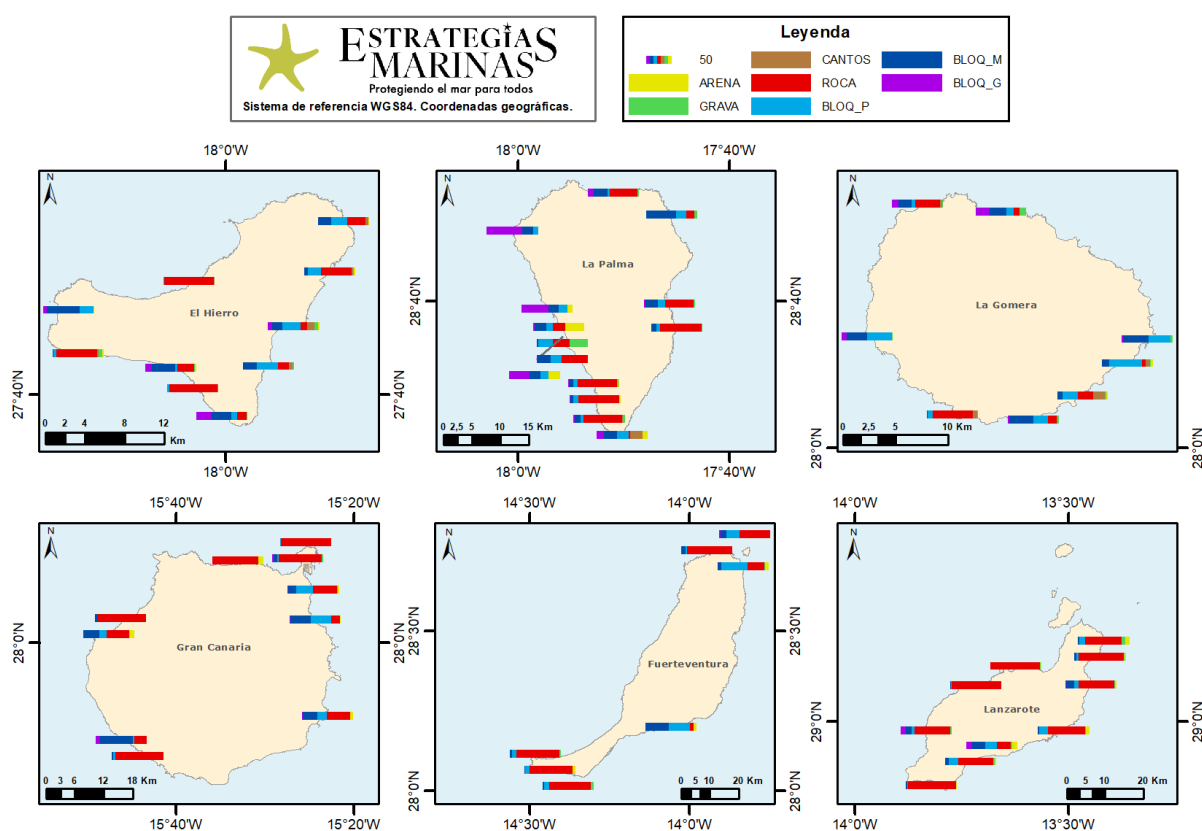 ESTRATEGIAS
MARINAS
Protegiendo el mar para todos
Sistema de referencia WGS84. Coordenadas geográficas.
Leyenda
50 CANTOS BLOQ_M
ARENA ROCA BLOQ_G
GRAVA BLOQ_P
18°0'W 18°0'W 17°40'W
N N N
La Palma
28°40'N 28°40'N
El Hierro La Gomera
27°40'N 27°40'N
0 2 4 8 12
Km
0 2,5 5 10 15 Km
0 2,5 5 10 Km
28°0'N 28°0'N
18°0'W 18°0'W 17°40'W
15°40'W 15°20'W 14°30'W 14°0'W 14°0'W 13°30'W
N N N
28°0'N 28°0'N 28°30'N 28°30'N
Gran Canaria Fuerteventura
Lanzarote
29°0'N 29°0'N
0 3 6 12 18 Km
0 5 10 20 Km
0 5 10 20 Km
28°0'N 28°0'N
15°40'W 15°20'W 14°30'W 14°0'W 14°0'W 13°30'W